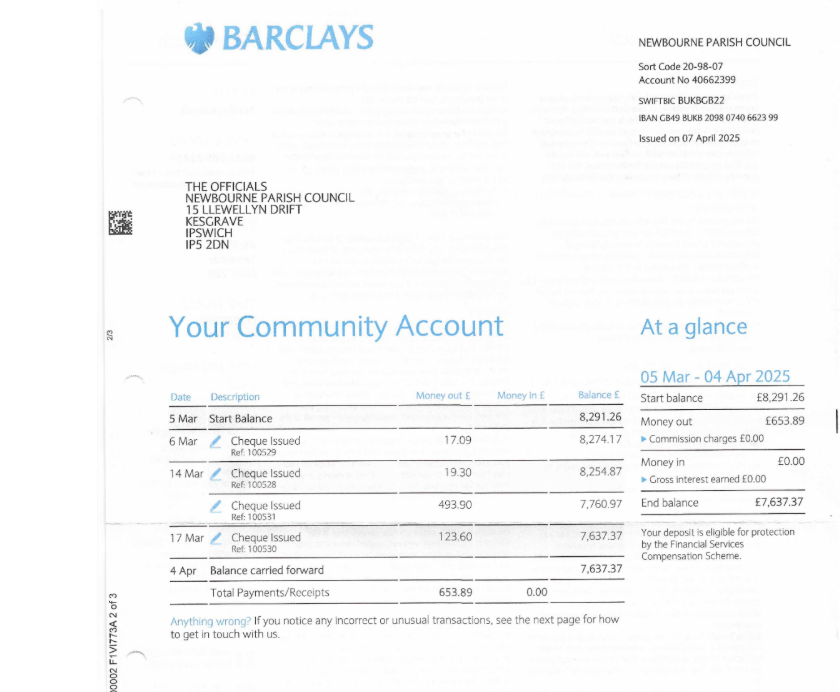 BARCLAYS
NEWBOURNE PARISH COUNCIL
Sort Code 20-98-07
Account No 40662399
SWIFTBIC BUKBGB22
IBAN GB49 BUKB 2098 0740 6623 99
Issued on 07 April 2025
THE OFFICIALS
NEWBOURNE PARISH COUNCIL
15 LLEWELLYN DRIFT
KESGRAVE
IPSWICH
IP5 2DN
2/3
Your Community Account
Date Description Money out £ Money in £ Balance £
5 Mar Start Balance 8,291.26
6 Mar Cheque Issued 17.09 8,274.17
Ref: 100529
14 Mar Cheque Issued 19.30 8,254.87
Ref: 100528
Cheque Issued 493.90 7,760.97
Ref: 100531
17 Mar Cheque Issued 123.60 7,637.37
Ref: 100530
4 Apr Balance carried forward 7,637.37
Total Payments/Receipts 653.89 0.00
Anything wrong? If you notice any incorrect or unusual transactions, see the next page for how
to get in touch with us.
At a glance
05 Mar - 04 Apr 2025
Start balance £8,291.26
Money out £653.89
Commission charges £0.00
Money in £0.00
Gross interest earned £0.00
End balance £7,637.37
Your deposit is eligible for protection
by the Financial Services
Compensation Scheme.
F1VI773A 2 of 3